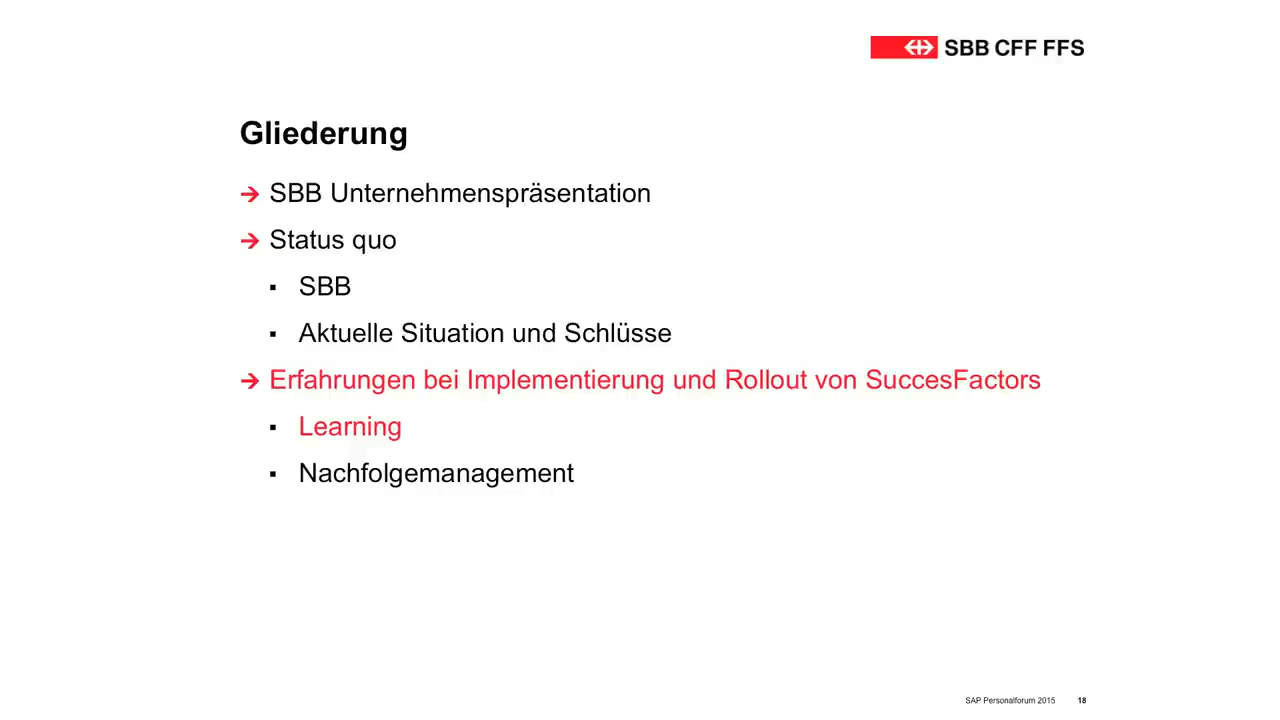 SBB CFF FFS
Gliederung
→ SBB Unternehmenspräsentation
→ Status quo
▪ SBB
▪ Aktuelle Situation und Schlüsse
→ Erfahrungen bei Implementierung und Rollout von SuccesFactors
▪ Learning
▪ Nachfolgemanagement
SAP Personalforum 2015 18